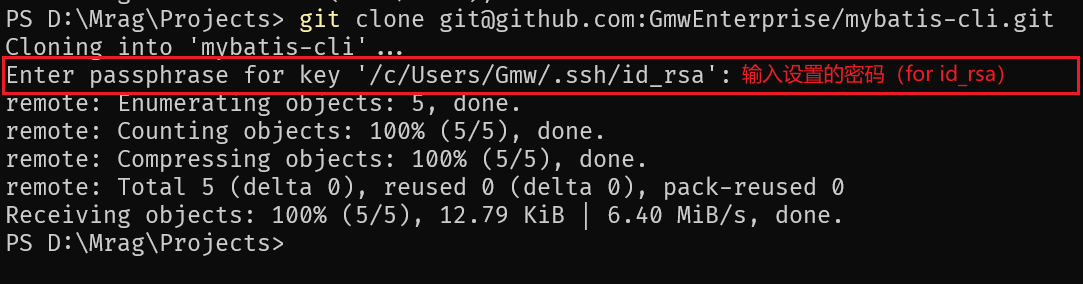 PS D:\Mrag\Projects> git clone git@github.com:GmwEnterprise/mybatis-cli.git
Cloning into 'mybatis-cli'...
Enter passphrase for key '/c/Users/Gmw/.ssh/id_rsa': 输入设置的密码（for id_rsa）
remote: Enumerating objects: 5, done.
remote: Counting objects: 100% (5/5), done.
remote: Compressing objects: 100% (5/5), done.
remote: Total 5 (delta 0), reused 0 (delta 0), pack-reused 0
Receiving objects: 100% (5/5), 12.79 KiB | 6.40 MiB/s, done.
PS D:\Mrag\Projects>